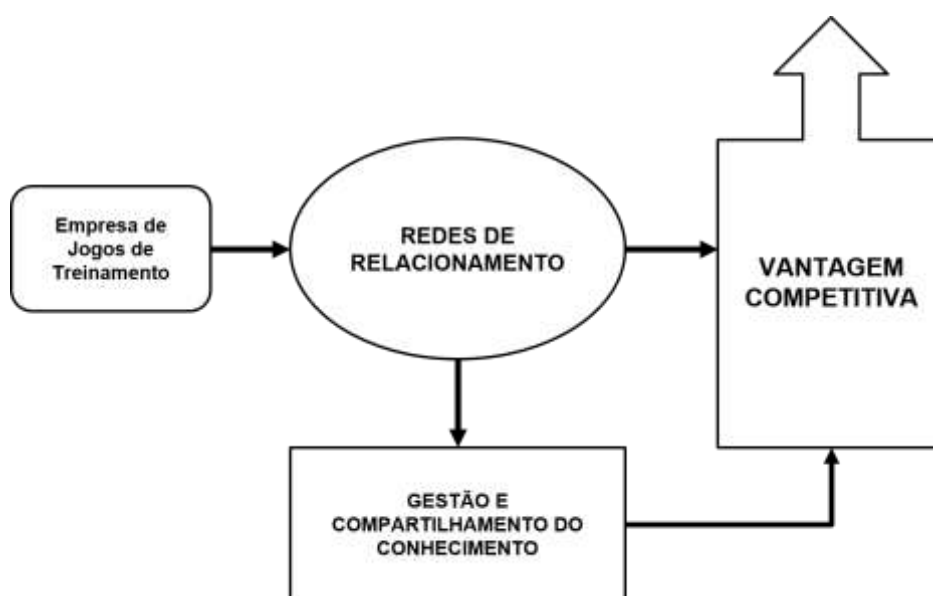 Empresa de
Jogos de
Treinamento
REDES DE
RELACIONAMENTO
VANTAGEM
COMPETITIVA
GESTÃO E
COMPARTILHAMENTO DO
CONHECIMENTO